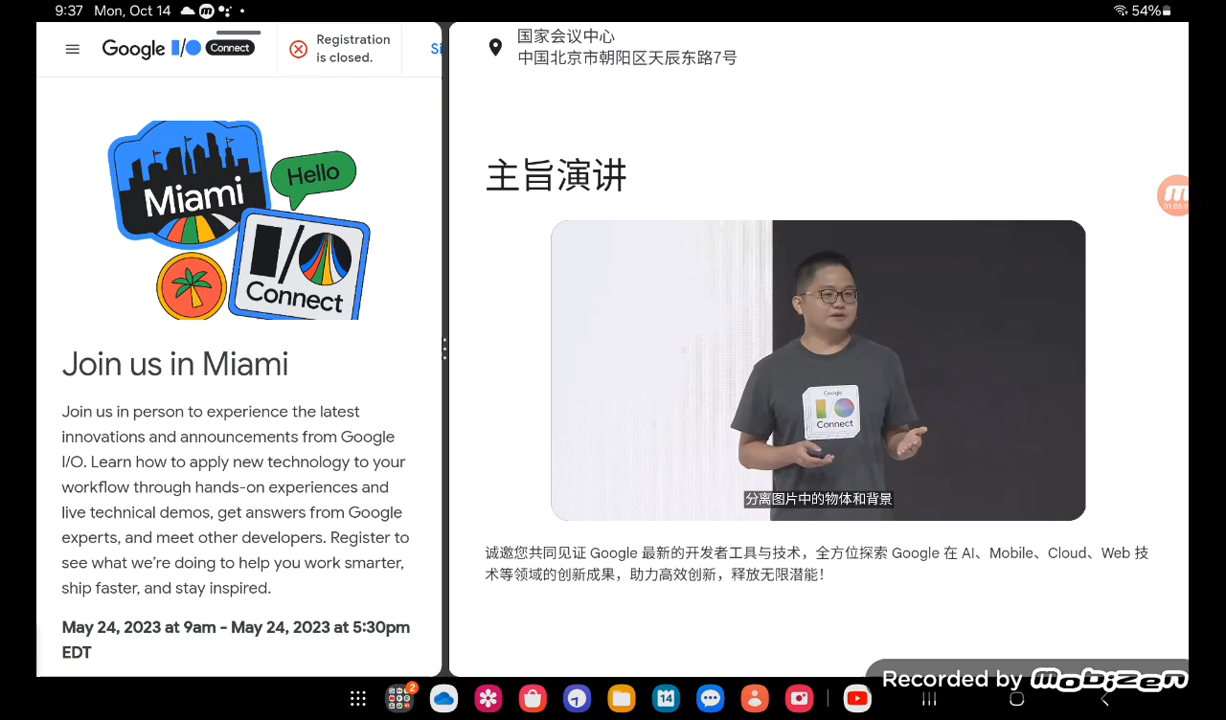 9:37 Mon, Oct 14
54%
Google I/O Connect
Registration
is closed.
Si
Miami
Hello
I/O
Connect
Join us in Miami
Join us in person to experience the latest
innovations and announcements from Google
I/O. Learn how to apply new technology to your
workflow through hands-on experiences and
live technical demos, get answers from Google
experts, and meet other developers. Register to
see what we're doing to help you work smarter,
ship faster, and stay inspired.
May 24, 2023 at 9am - May 24, 2023 at 5:30pm
EDT
国家会议中心
中国北京市朝阳区天辰东路7号
主旨演讲
Google
I/O
Connect
分离图片中的物体和背景
诚邀您共同见证 Google 最新的开发者工具与技术，全方位探索 Google 在 AI、Mobile、Cloud、Web 技
术等领域的创新成果，助力高效创新，释放无限潜能！
2
14
Recorded by mobizen